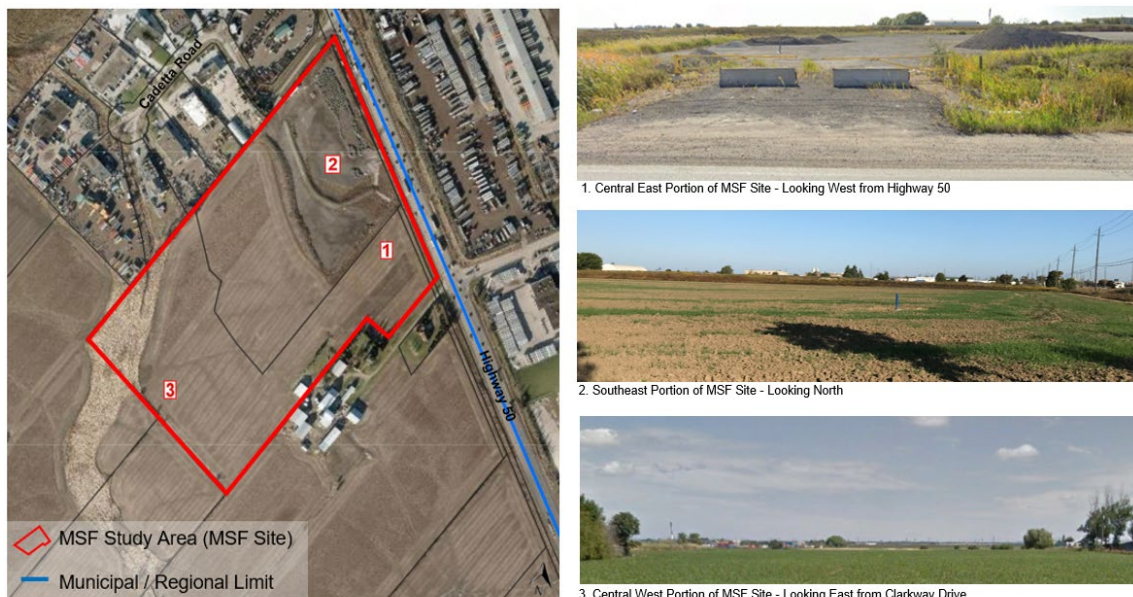 Cadetta Road
2
1
3
Highway 50
MSF Study Area (MSF Site)
Municipal / Regional Limit
1. Central East Portion of MSF Site - Looking West from Highway 50
2. Southeast Portion of MSF Site - Looking North
3. Central West Portion of MSF Site - Looking East from Clarkway Drive